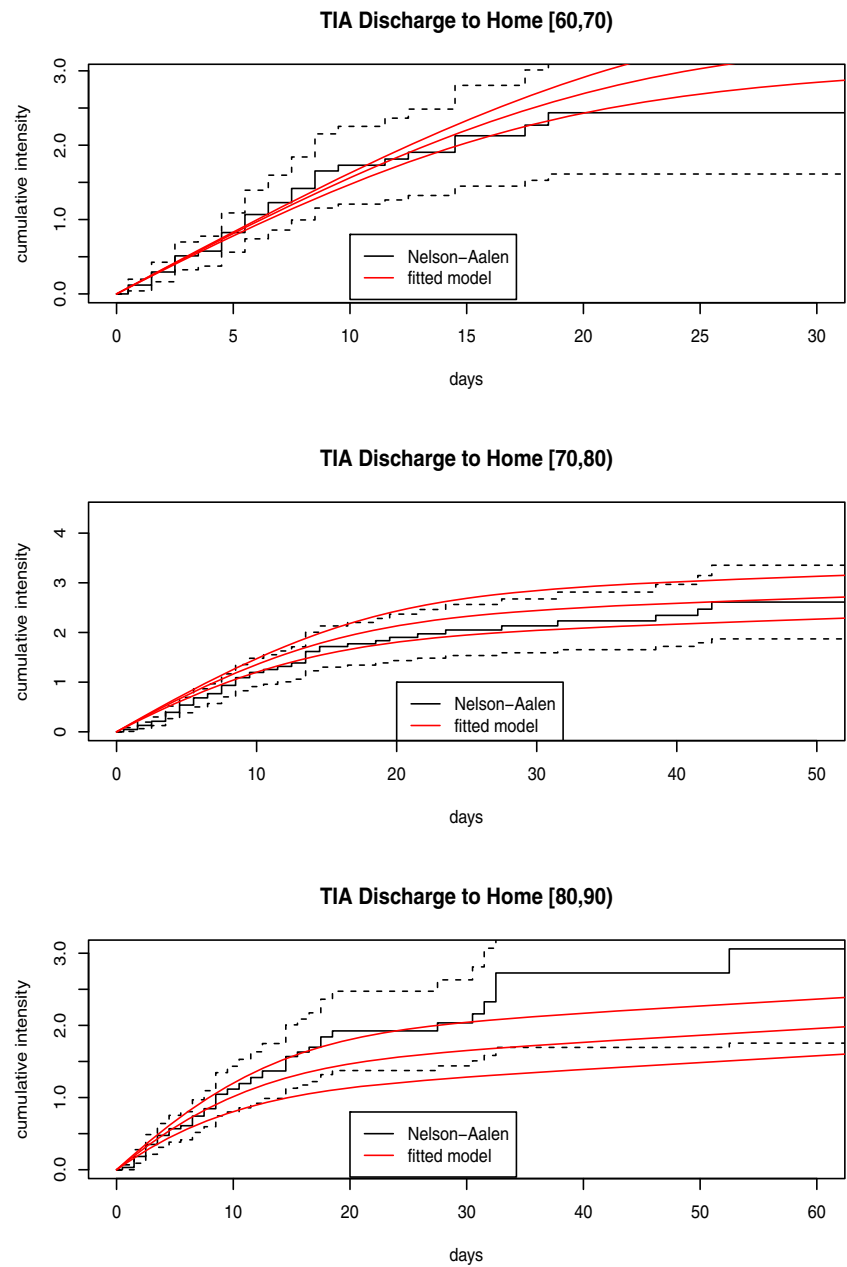 TIA Discharge to Home [60,70)
cumulative intensity
3.0
2.0
1.0
0.0
Nelson−Aalen
fitted model
0 5 10 15 20 25 30
days
TIA Discharge to Home [70,80)
cumulative intensity
4
3
2
1
0
Nelson−Aalen
fitted model
0 10 20 30 40 50
days
TIA Discharge to Home [80,90)
cumulative intensity
3.0
2.0
1.0
0.0
Nelson−Aalen
fitted model
0 10 20 30 40 50 60
days